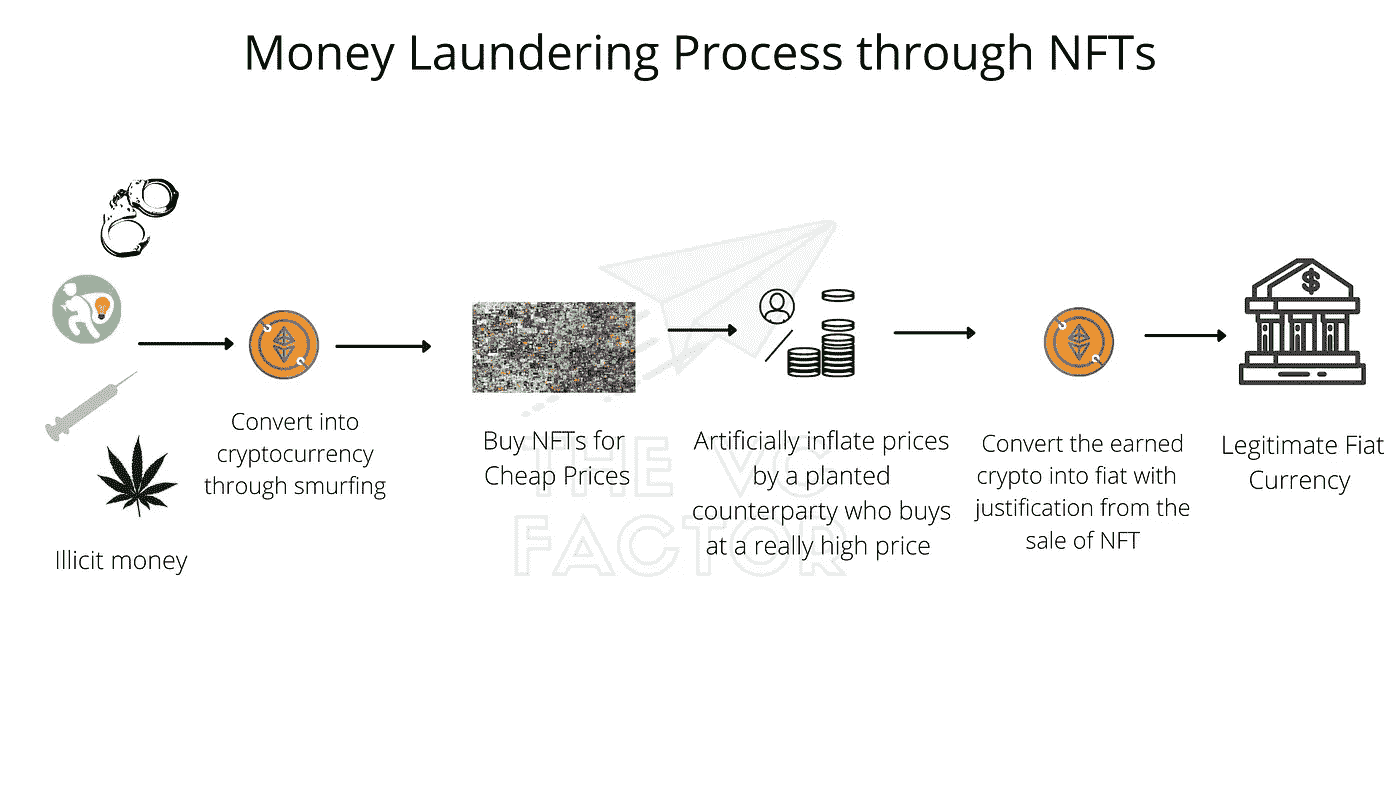 Money Laundering Process through NFTs
Illicit money
Convert into
cryptocurrency
through smurfing
Buy NFTs for
Cheap Prices
Artificially inflate prices
by a planted
counterparty who buys
at a really high price
Convert the earned
crypto into fiat with
justification from the
sale of NFT
Legitimate Fiat
Currency
$
THE VC
FACTOR